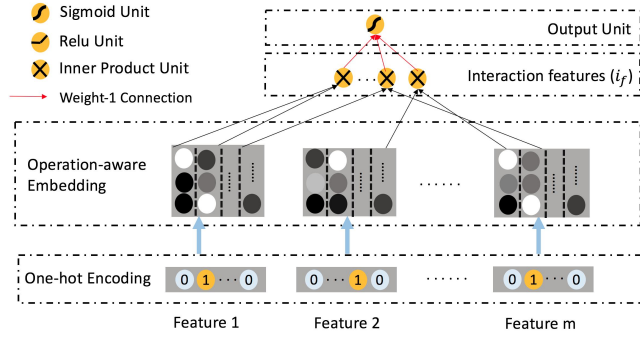 Sigmoid Unit
Relu Unit
Inner Product Unit
Weight-1 Connection
Output Unit
Interaction features (i_f)
Operation-aware
Embedding
One-hot Encoding
0 1 ··· 0
0 ··· 1 0
0 1 ··· 0
Feature 1
Feature 2
Feature m